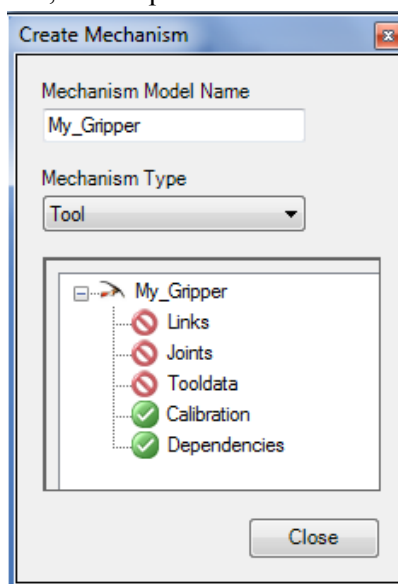 Create Mechanism
Mechanism Model Name
My_Gripper
Mechanism Type
Tool
My_Gripper
Links
Joints
Tooldata
Calibration
Dependencies
Close